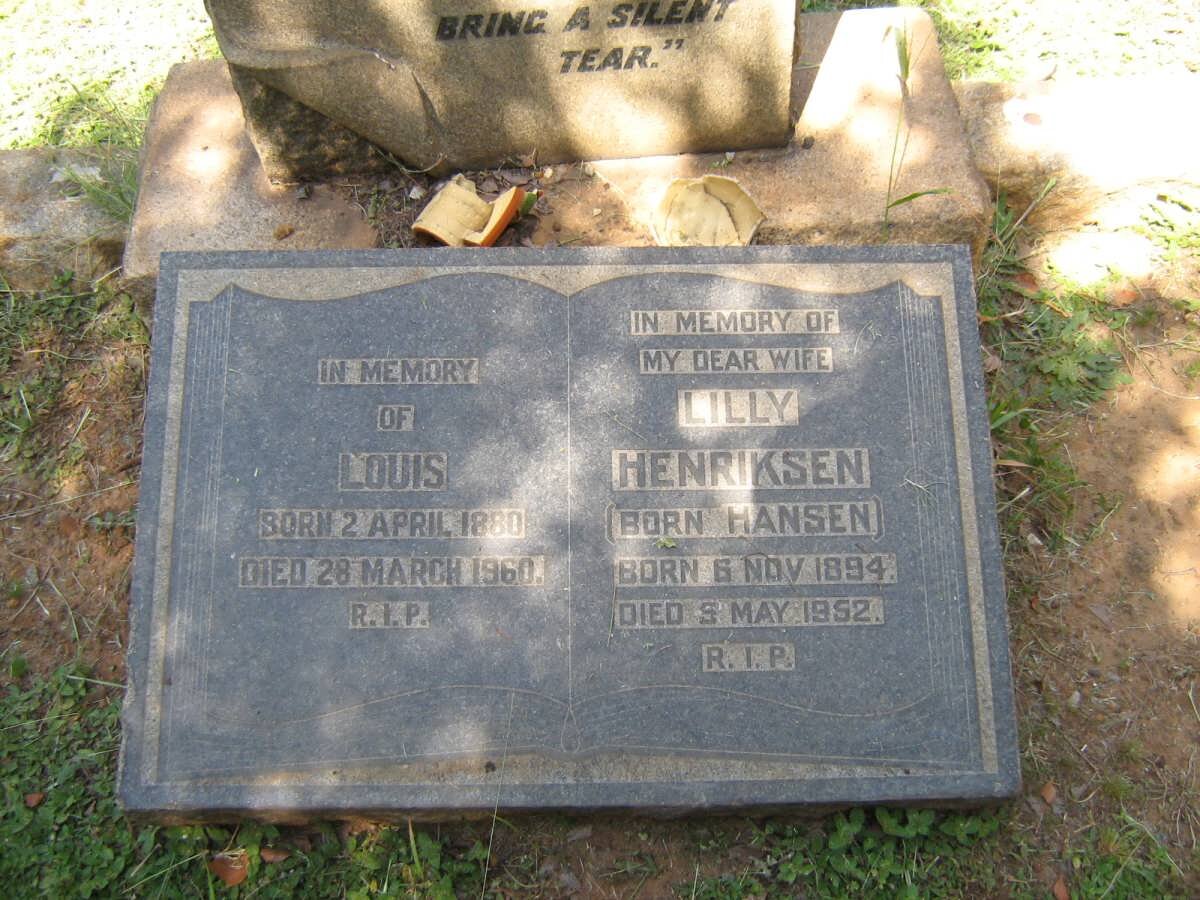 BRING A SILENT
TEAR."
IN MEMORY
OF
LOUIS
BORN 2 APRIL 1880
DIED 28 MARCH 1960.
R.I.P.
IN MEMORY OF
MY DEAR WIFE
LILLY
HENRIKSEN
(BORN HANSEN)
BORN 6 NOV 1894.
DIED MAY. 1952.
R.I.P.